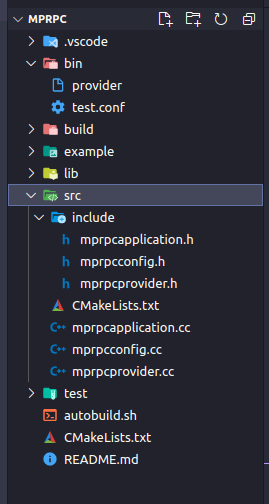 MPRPC
.vscode
bin
provider
test.conf
build
example
lib
src
include
h mprpcapplication.h
h mprpcconfig.h
h mprpcprovider.h
CMakeLists.txt
C++ mprpcapplication.cc
C++ mprpcconfig.cc
C++ mprpcprovider.cc
test
autobuild.sh
CMakeLists.txt
README.md